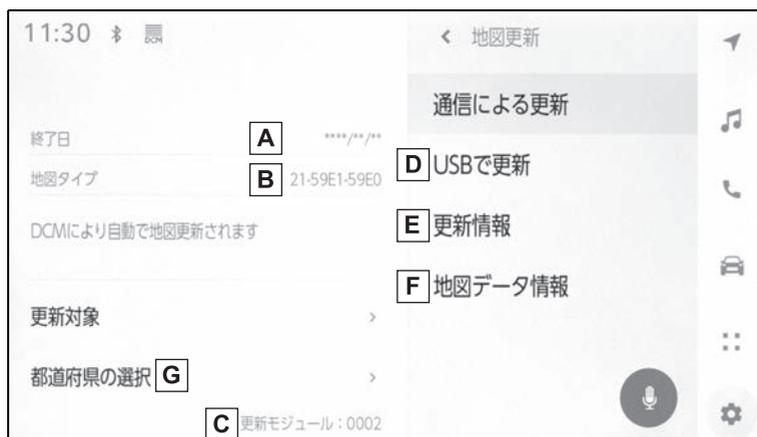 11:30 DCM
終了日 A ****/**/**
地図タイプ B 21-59E1-59E0
DCMにより自動で地図更新されます
更新対象 >
都道府県の選択 G >
C 更新モジュール：0002
< 地図更新
通信による更新
D USBで更新
E 更新情報
F 地図データ情報